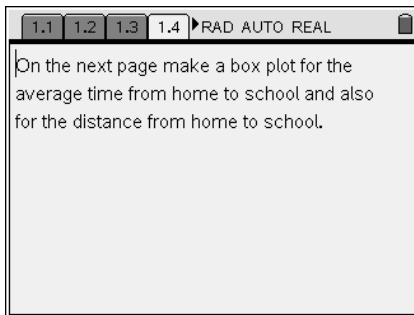 1.1 1.2 1.3 1.4 RAD AUTO REAL
On the next page make a box plot for the
average time from home to school and also
for the distance from home to school.